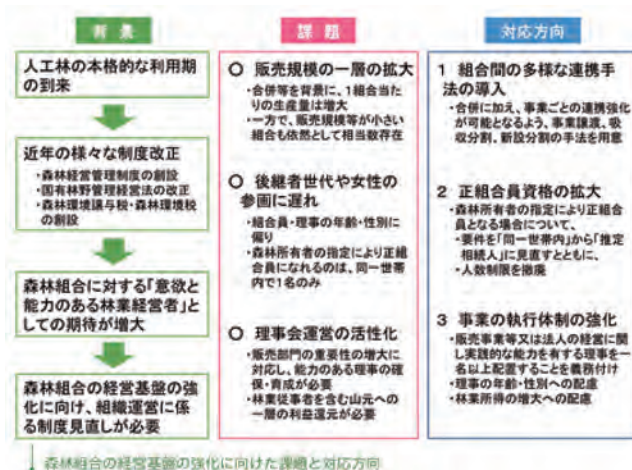 背景
人工林の本格的な利用期
の到来
近年の様々な制度改正
・森林経営管理制度の創設
・国有林野管理経営法の改正
・森林環境譲与税・森林環境税
の創設
森林組合に対する「意欲と
能力のある林業経営者」と
しての期待が増大
森林組合の経営基盤の強
化に向け、組織運営に係
る制度見直しが必要
課題
○ 販売規模の一層の拡大
・合併等を背景に、1組合当
たりの生産量は増大
・一方で、販売規模等が小さい
組合も依然として相当数存在
○ 後継者世代や女性の
参画に遅れ
・組合員・理事の年齢・性別に
偏り
・森林所有者の指定により正組
合員になれるのは、同一世帯
内で1名のみ
○ 理事会運営の活性化
・販売部門の重要性の増大に
対応し、能力のある理事の確
保・育成が必要
・林業従事者を含む山元への
一層の利益還元が必要
対応方向
1 組合間の多様な連携手
法の導入
・合併に加え、事業ごとの連携強化
が可能となるよう、事業譲渡、吸
収分割、新設分割の手法を用意
2 正組合員資格の拡大
・森林所有者の指定により正組合
員となる場合について、
・要件を「同一世帯内」から「推定
相続人」に見直すとともに、
・人数制限を撤廃
3 事業の執行体制の強化
・販売事業等又は法人の経営に関
し実践的な能力を有する理事を一
名以上配置することを義務付け
・理事の年齢・性別への配慮
・林業所得の増大への配慮
森林組合の経営基盤の強化に向けた課題と対応方向